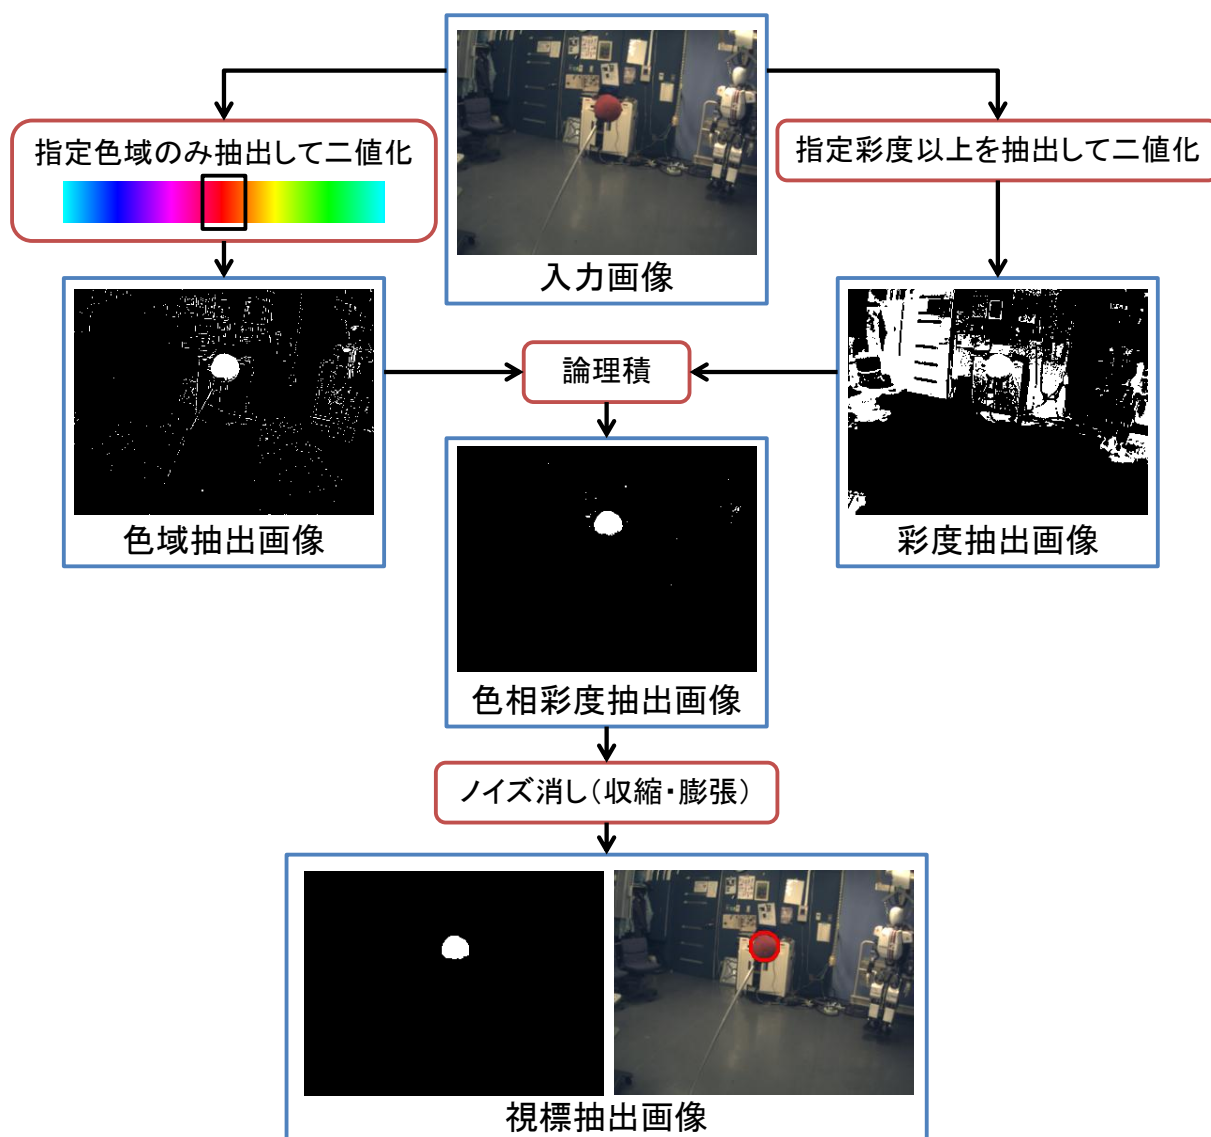 入力画像
指定色域のみ抽出して二値化
指定彩度以上を抽出して二値化
色域抽出画像
論理積
彩度抽出画像
色相彩度抽出画像
ノイズ消し(収縮・膨張)
視標抽出画像